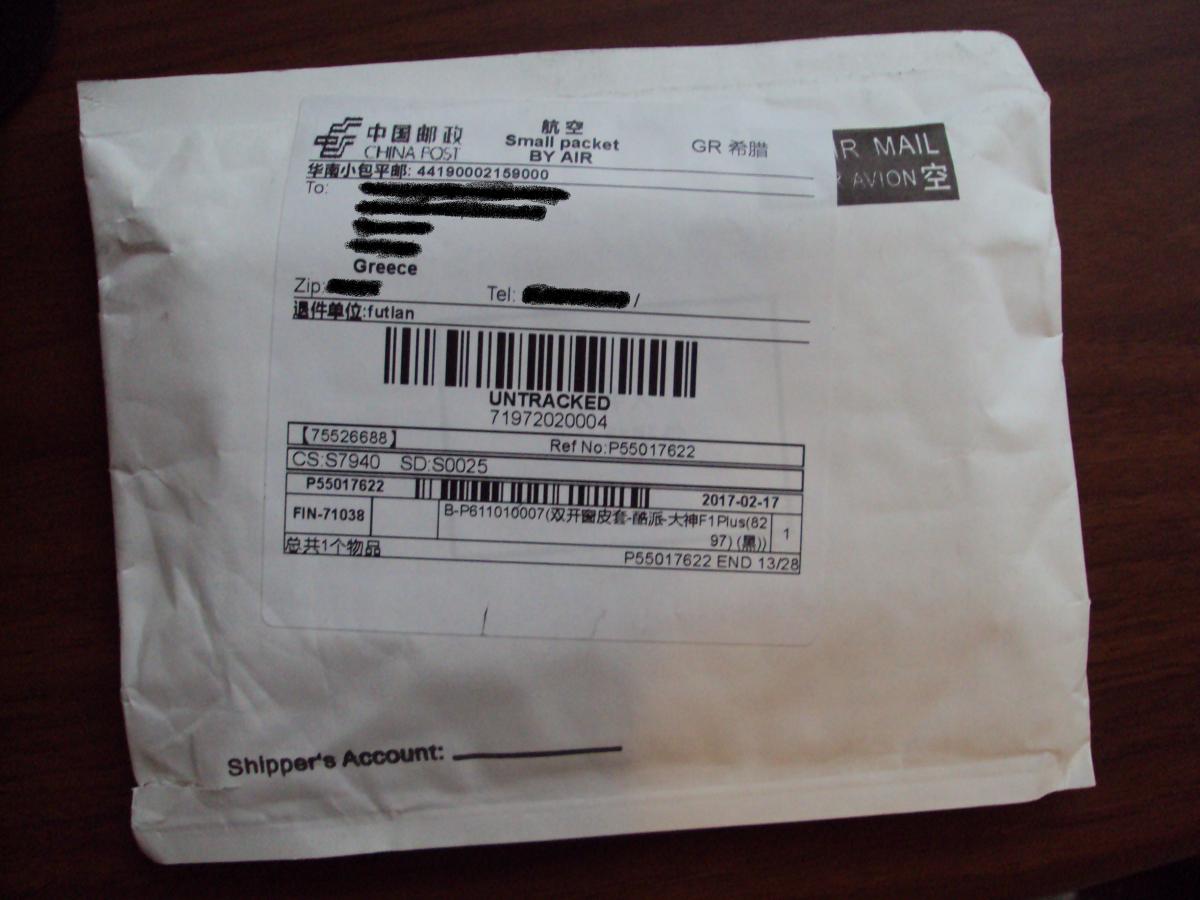 中国邮政
CHINA POST
航空
Small packet
BY AIR
GR 希腊
IR MAIL
R AVION 空
华南小包平邮: 44190002159000
To:
Greece
Zip:
Tel: /
退件单位:futian
UNTRACKED
71972020004
【75526688】 Ref No:P55017622
CS:S7940 SD:S0025
P55017622 2017-02-17
FIN-71038 B-P611010007(双开窗皮套-酷派-大神F1Plus(82
97) (黑)) 1
总共1个物品
P55017622 END 13/28
Shipper's Account: